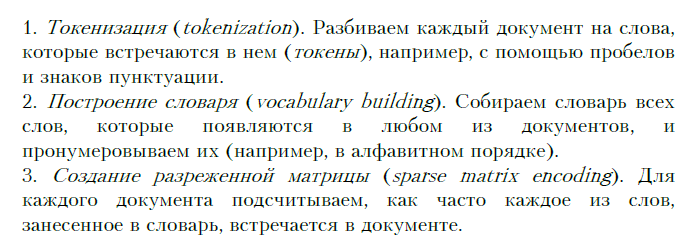 1. Токенизация (tokenization). Разбиваем каждый документ на слова,
которые встречаются в нем (токены), например, с помощью пробелов
и знаков пунктуации.
2. Построение словаря (vocabulary building). Собираем словарь всех
слов, которые появляются в любом из документов, и
пронумеровываем их (например, в алфавитном порядке).
3. Создание разреженной матрицы (sparse matrix encoding). Для
каждого документа подсчитываем, как часто каждое из слов,
занесенное в словарь, встречается в документе.